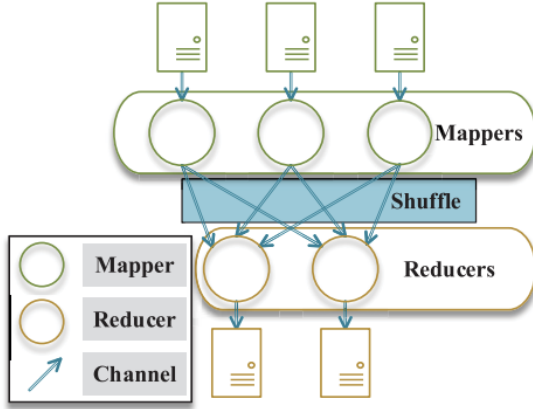 Mappers
Shuffle
Reducers
Mapper
Reducer
Channel